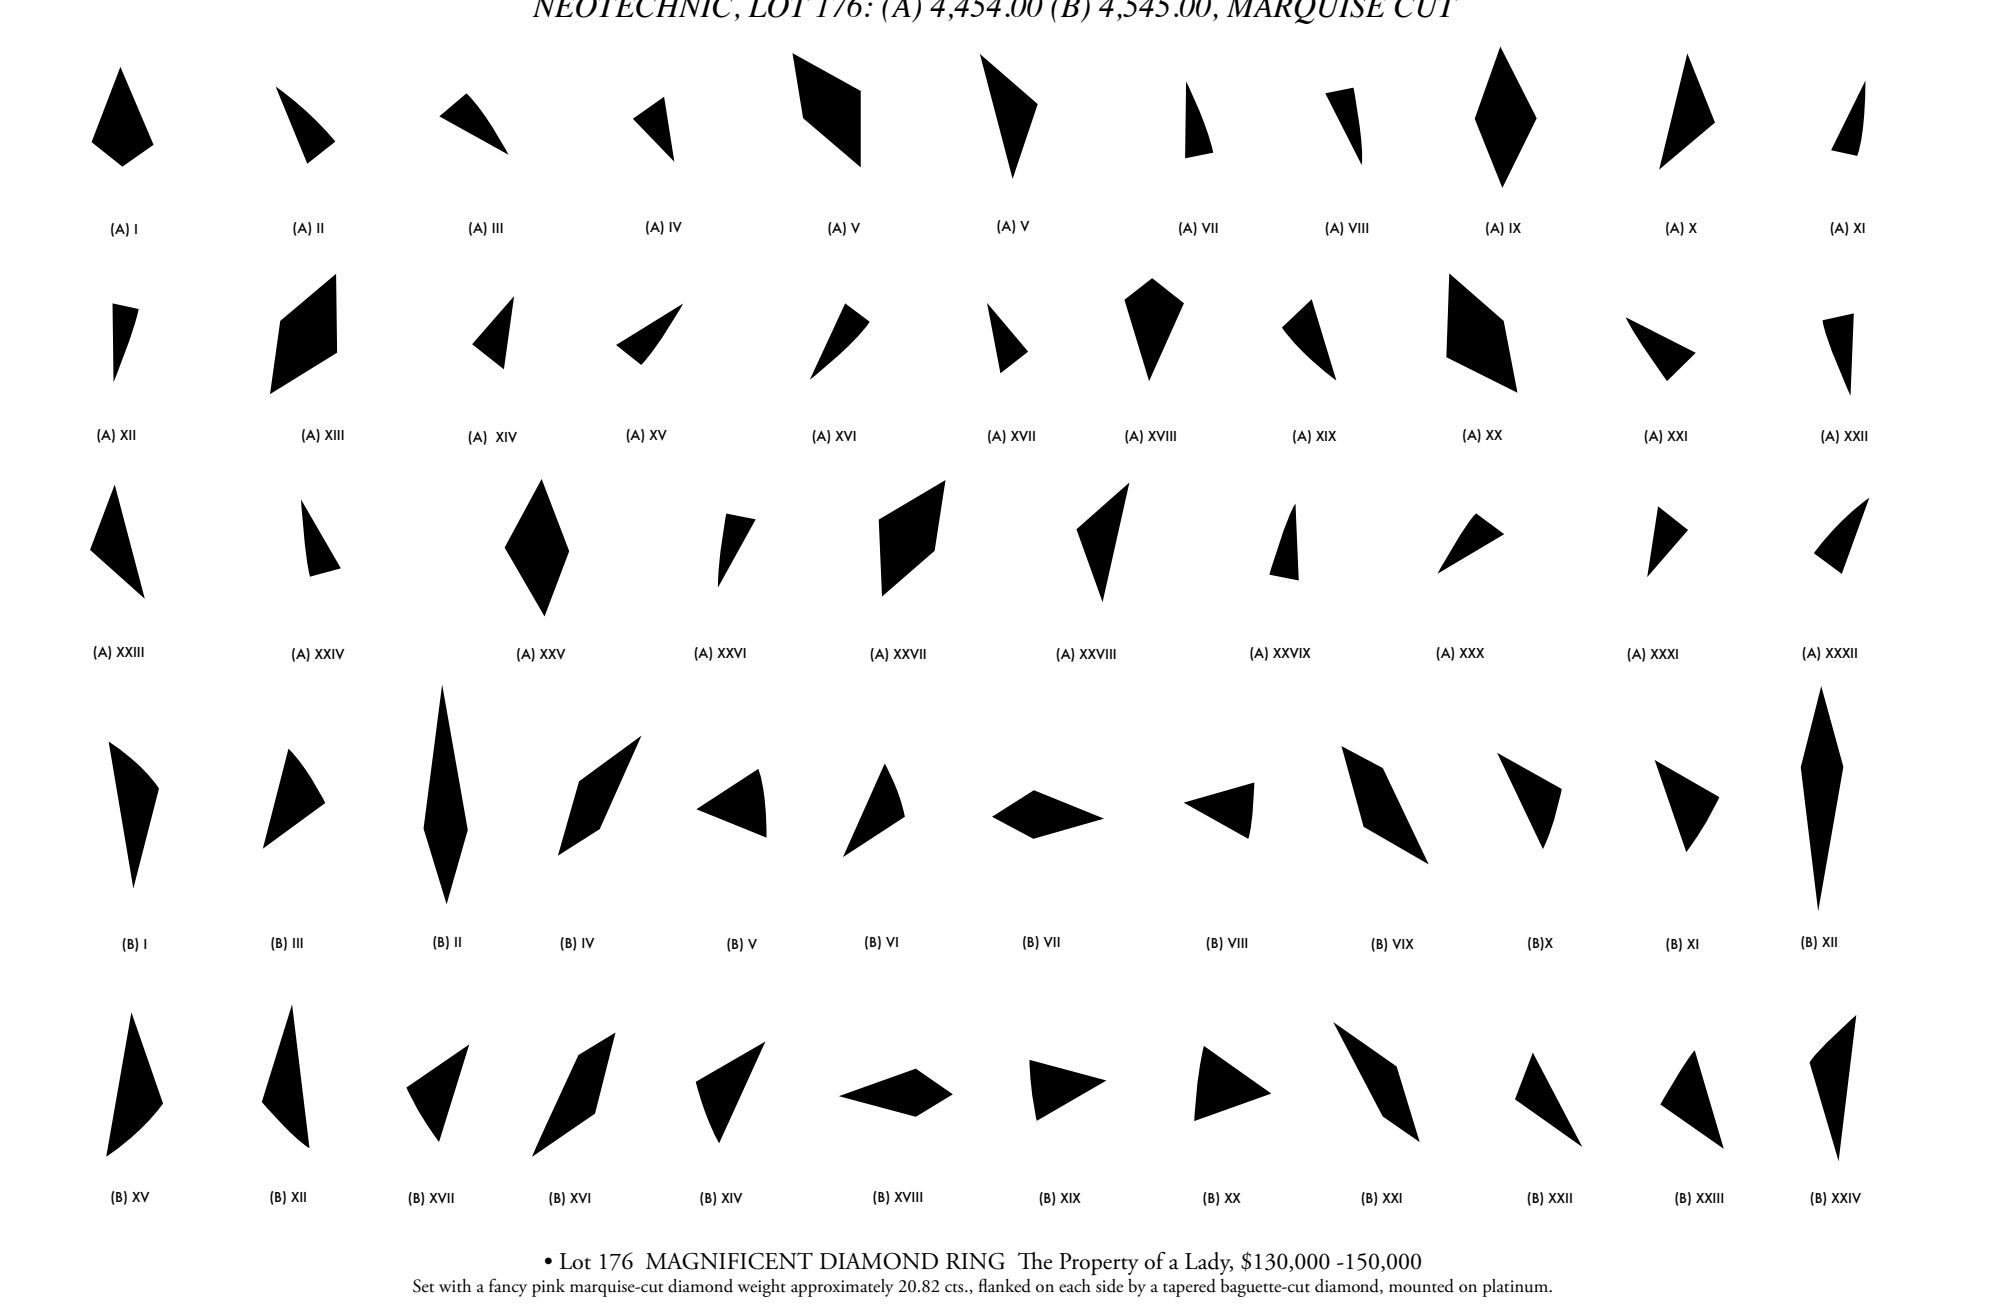 NEOTECHNIC, LOT 176: (A) 4,454.00 (B) 4,545.00, MARQUISE CUT
(A) I (A) II (A) III (A) IV (A) V (A) V (A) VII (A) VIII (A) IX (A) X (A) XI
(A) XII (A) XIII (A) XIV (A) XV (A) XVI (A) XVII (A) XVIII (A) XIX (A) XX (A) XXI (A) XXII
(A) XXIII (A) XXIV (A) XXV (A) XXVI (A) XXVII (A) XXVIII (A) XXVIX (A) XXX (A) XXXI (A) XXXII
(B) I (B) III (B) II (B) IV (B) V (B) VI (B) VII (B) VIII (B) VIX (B)X (B) XI (B) XII
(B) XV (B) XII (B) XVII (B) XVI (B) XIV (B) XVIII (B) XIX (B) XX (B) XXI (B) XXII (B) XXIII (B) XXIV
• Lot 176 MAGNIFICENT DIAMOND RING The Property of a Lady, $130,000 -150,000
Set with a fancy pink marquise-cut diamond weight approximately 20.82 cts., flanked on each side by a tapered baguette-cut diamond, mounted on platinum.